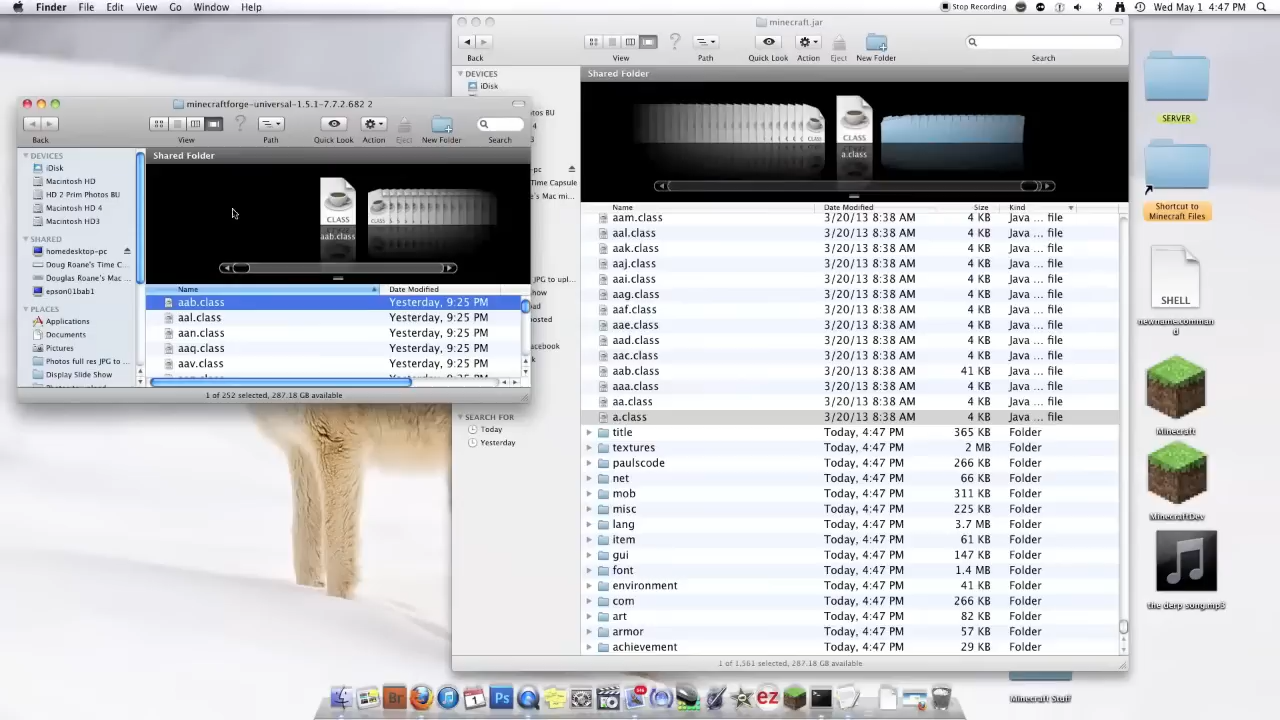 Finder File Edit View Go Window Help
Stop Recording Wed May 1 4:47 PM
minecraft.jar
Back View Path Quick Look Action Eject New Folder Search
DEVICES
iDisk
Shared Folder
CLASS
a.class
Name Date Modified Size Kind
aam.class 3/20/13 8:38 AM 4 KB Java ... file
aal.class 3/20/13 8:38 AM 4 KB Java ... file
aak.class 3/20/13 8:38 AM 4 KB Java ... file
aaj.class 3/20/13 8:38 AM 4 KB Java ... file
aai.class 3/20/13 8:38 AM 4 KB Java ... file
aag.class 3/20/13 8:38 AM 4 KB Java ... file
aaf.class 3/20/13 8:38 AM 4 KB Java ... file
aae.class 3/20/13 8:38 AM 4 KB Java ... file
aad.class 3/20/13 8:38 AM 4 KB Java ... file
aac.class 3/20/13 8:38 AM 4 KB Java ... file
aab.class 3/20/13 8:38 AM 41 KB Java ... file
aaa.class 3/20/13 8:38 AM 4 KB Java ... file
aa.class 3/20/13 8:38 AM 4 KB Java ... file
a.class 3/20/13 8:38 AM 4 KB Java ... file
title Today, 4:47 PM 365 KB Folder
textures Today, 4:47 PM 2 MB Folder
paulscode Today, 4:47 PM 266 KB Folder
net Today, 4:47 PM 66 KB Folder
mob Today, 4:47 PM 311 KB Folder
misc Today, 4:47 PM 225 KB Folder
lang Today, 4:47 PM 3.7 MB Folder
item Today, 4:47 PM 61 KB Folder
gui Today, 4:47 PM 147 KB Folder
font Today, 4:47 PM 1.4 MB Folder
environment Today, 4:47 PM 41 KB Folder
com Today, 4:47 PM 266 KB Folder
art Today, 4:47 PM 82 KB Folder
armor Today, 4:47 PM 57 KB Folder
achievement Today, 4:47 PM 29 KB Folder
1 of 1,561 selected, 287.18 GB available
SEARCH FOR
Today
Yesterday
minecraftforge-universal-1.5.1-7.7.2.682 2
Back View Path Quick Look Action Eject New Folder Search
DEVICES
iDisk
Macintosh HD
HD 2 Prim Photos BU
Macintosh HD 4
Macintosh HD3
SHARED
homedesktop-pc
Doug Roane's Time C...
Douglas Roane's Mac ...
epson01bab1
PLACES
Applications
Documents
Pictures
Photos full res JPG to ...
Display Slide Show
Shared Folder
CLASS
CLASS
aab.class
Name Date Modified
aab.class Yesterday, 9:25 PM
aal.class Yesterday, 9:25 PM
aan.class Yesterday, 9:25 PM
aaq.class Yesterday, 9:25 PM
aav.class Yesterday, 9:25 PM
1 of 252 selected, 287.18 GB available
SERVER
Shortcut to
Minecraft Files
SHELL
newname.comman
d
Minecraft
MinecraftDev
the derp song.mp3
Minecraft Stuff
Br
Ps
ez